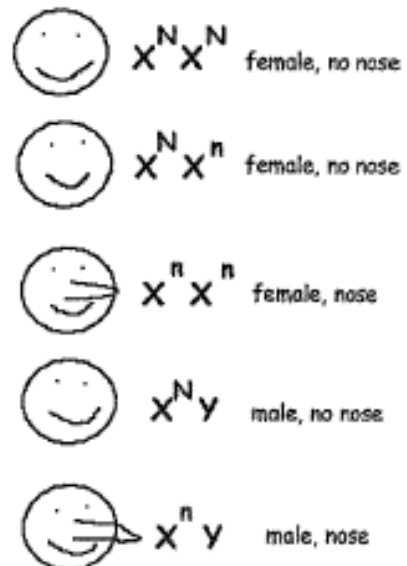 X^N X^N female, no nose
X^N X^n female, no nose
X^n X^n female, nose
X^N Y male, no nose
X^n Y male, nose